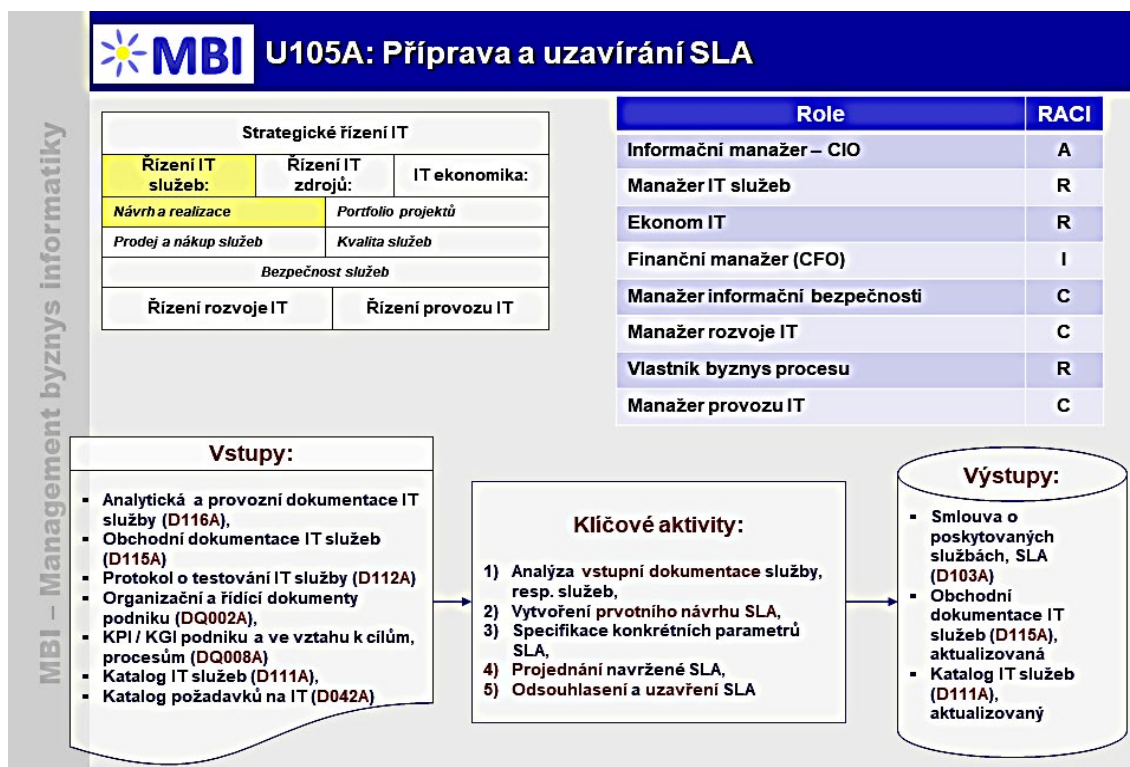 MBI
U105A: Příprava a uzavírání SLA
MBI – Management byznys informatiky
Strategické řízení IT
Řízení IT
služeb:
Řízení IT
zdrojů:
IT ekonomika:
Návrh a realizace
Portfolio projektů
Prodej a nákup služeb
Kvalita služeb
Bezpečnost služeb
Řízení rozvoje IT
Řízení provozu IT
Role RACI
Informační manažer – CIO A
Manažer IT služeb R
Ekonom IT R
Finanční manažer (CFO) I
Manažer informační bezpečnosti C
Manažer rozvoje IT C
Vlastník byznys procesu R
Manažer provozu IT C
Vstupy:
▪ Analytická a provozní dokumentace IT
služby (D116A),
▪ Obchodní dokumentace IT služeb
(D115A)
▪ Protokol o testování IT služby (D112A)
▪ Organizační a řídící dokumenty
podniku (DQ002A),
▪ KPI / KGI podniku a ve vztahu k cílům,
procesům (DQ008A)
▪ Katalog IT služeb (D111A),
▪ Katalog požadavků na IT (D042A)
Klíčové aktivity:
1) Analýza vstupní dokumentace služby,
resp. služeb,
2) Vytvoření prvotního návrhu SLA,
3) Specifikace konkrétních parametrů
SLA,
4) Projednání navržené SLA,
5) Odsouhlasení a uzavření SLA
Výstupy:
▪ Smlouva o
poskytovaných
službách, SLA
(D103A)
▪ Obchodní
dokumentace IT
služeb (D115A),
aktualizovaná
▪ Katalog IT služeb
(D111A),
aktualizovaný